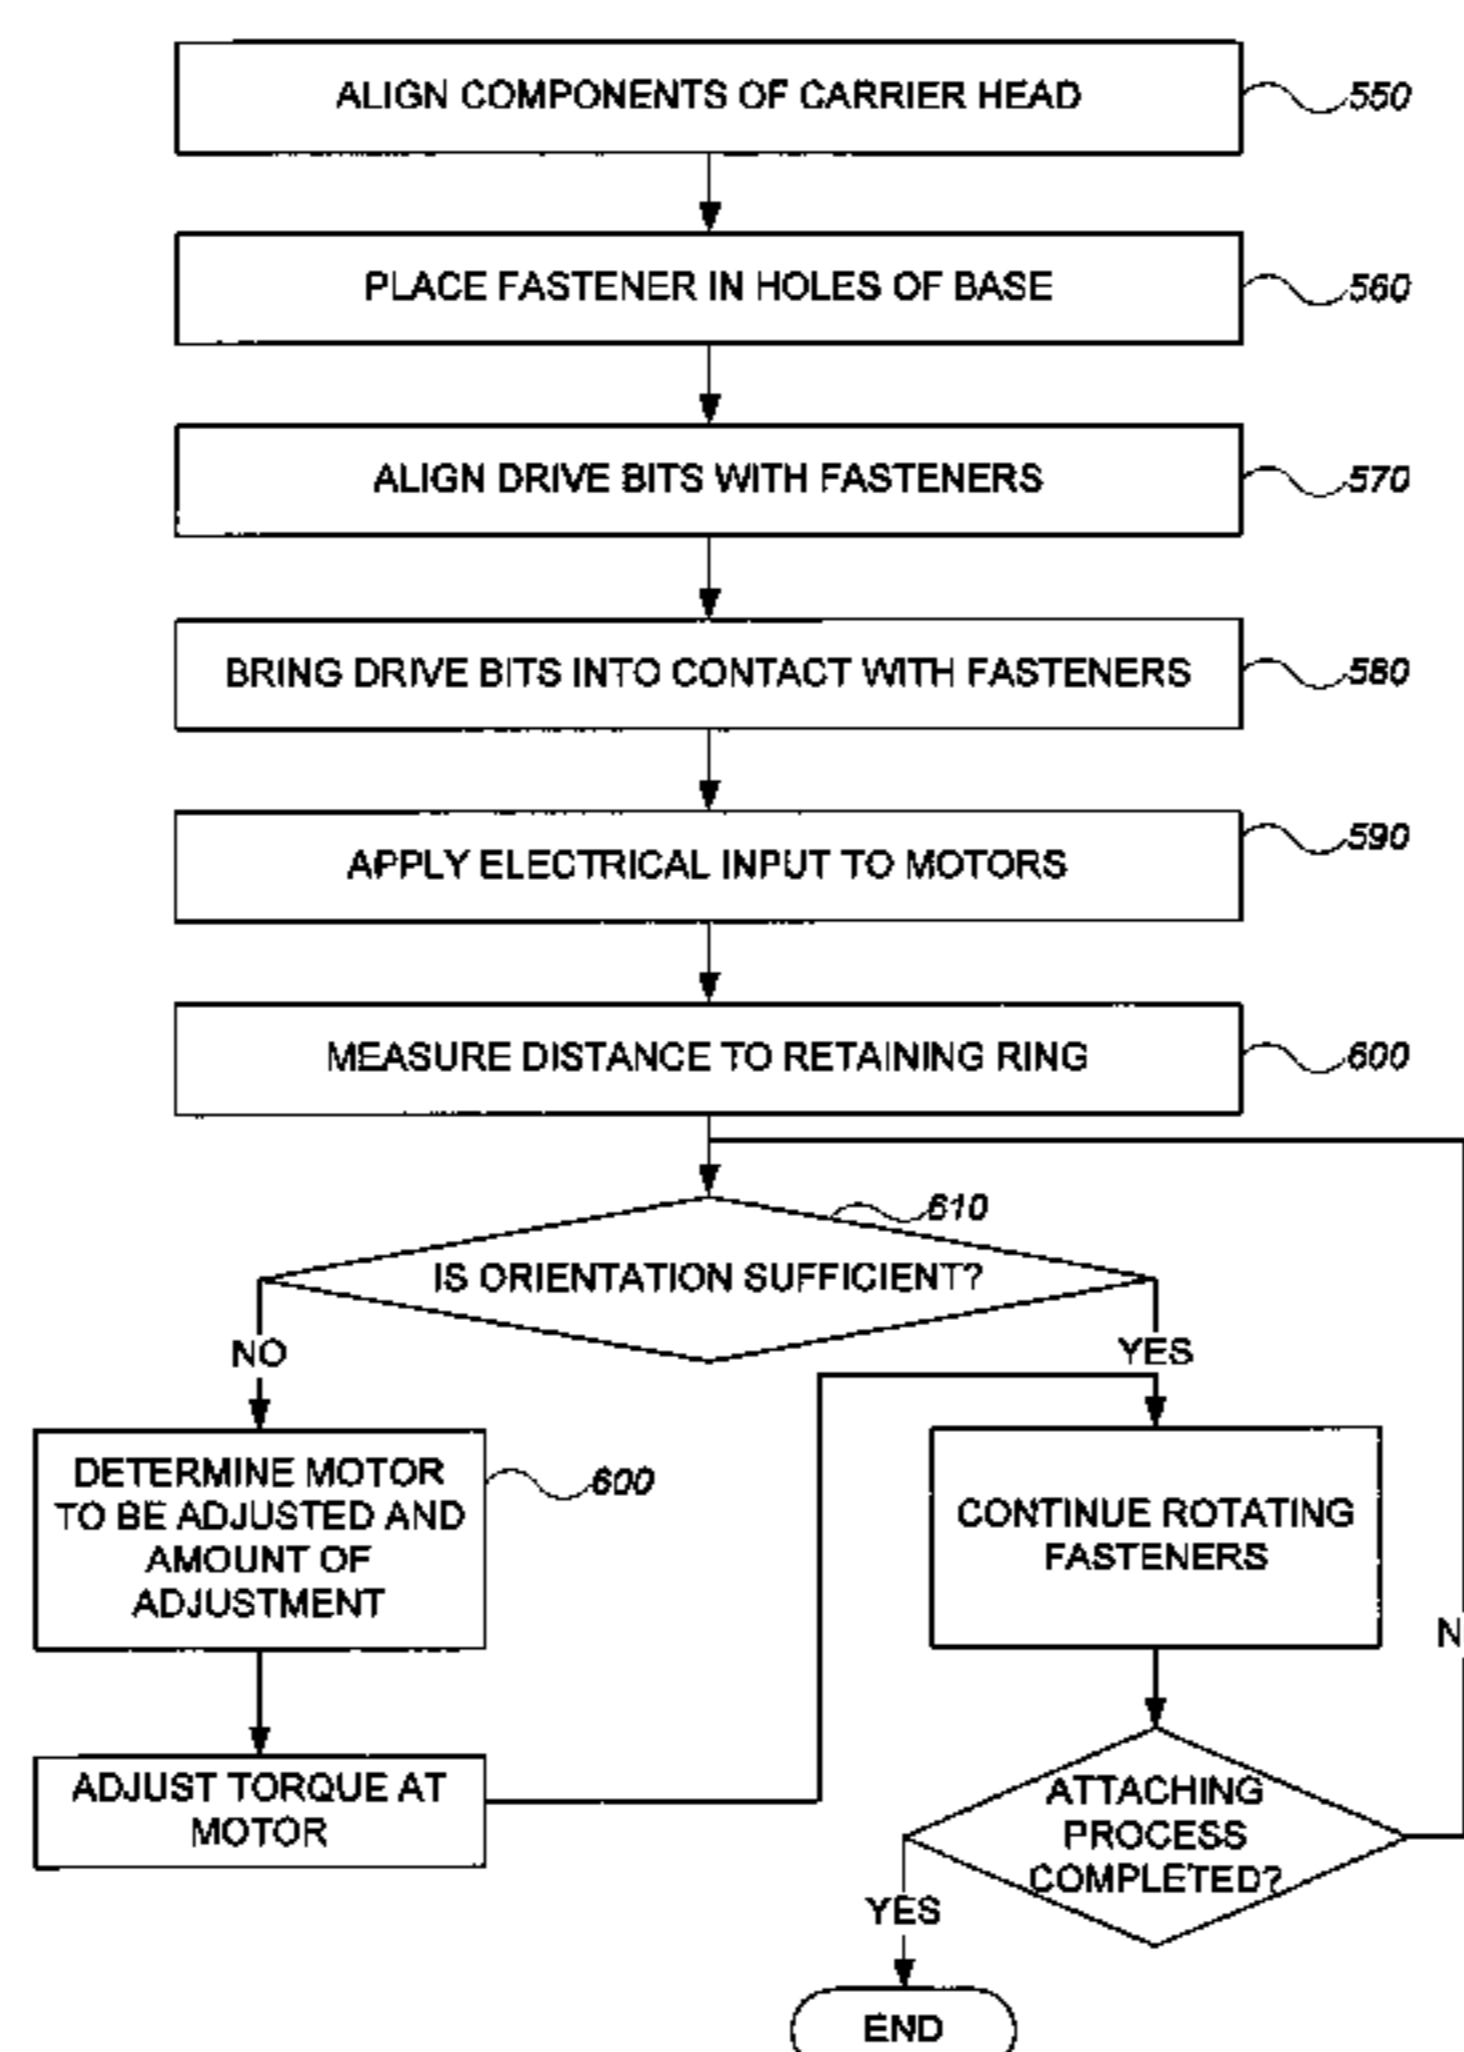 ALIGN COMPONENTS OF CARRIER HEAD
550
PLACE FASTENER IN HOLES OF BASE
560
ALIGN DRIVE BITS WITH FASTENERS
570
BRING DRIVE BITS INTO CONTACT WITH FASTENERS
580
APPLY ELECTRICAL INPUT TO MOTORS
590
MEASURE DISTANCE TO RETAINING RING
600
610
IS ORIENTATION SUFFICIENT?
NO
YES
DETERMINE MOTOR
TO BE ADJUSTED AND
AMOUNT OF
ADJUSTMENT
600
CONTINUE ROTATING
FASTENERS
N
ADJUST TORQUE AT
MOTOR
ATTACHING
PROCESS
COMPLETED?
YES
END